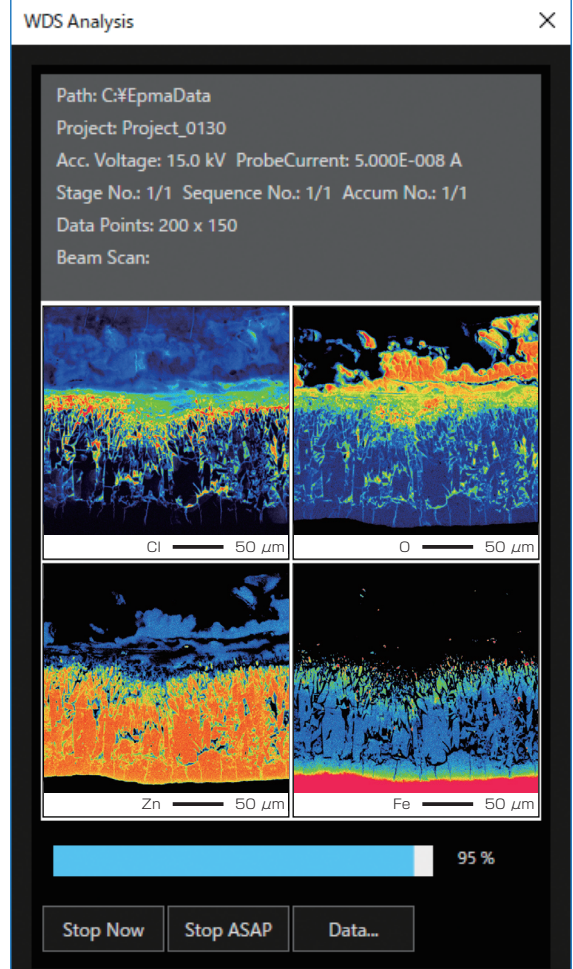 WDS Analysis
Path: C:¥EpmaData
Project: Project_0130
Acc. Voltage: 15.0 kV ProbeCurrent: 5.000E-008 A
Stage No.: 1/1 Sequence No.: 1/1 Accum No.: 1/1
Data Points: 200 x 150
Beam Scan:
Cl 50 μm
O 50 μm
Zn 50 μm
Fe 50 μm
95 %
Stop Now Stop ASAP Data...